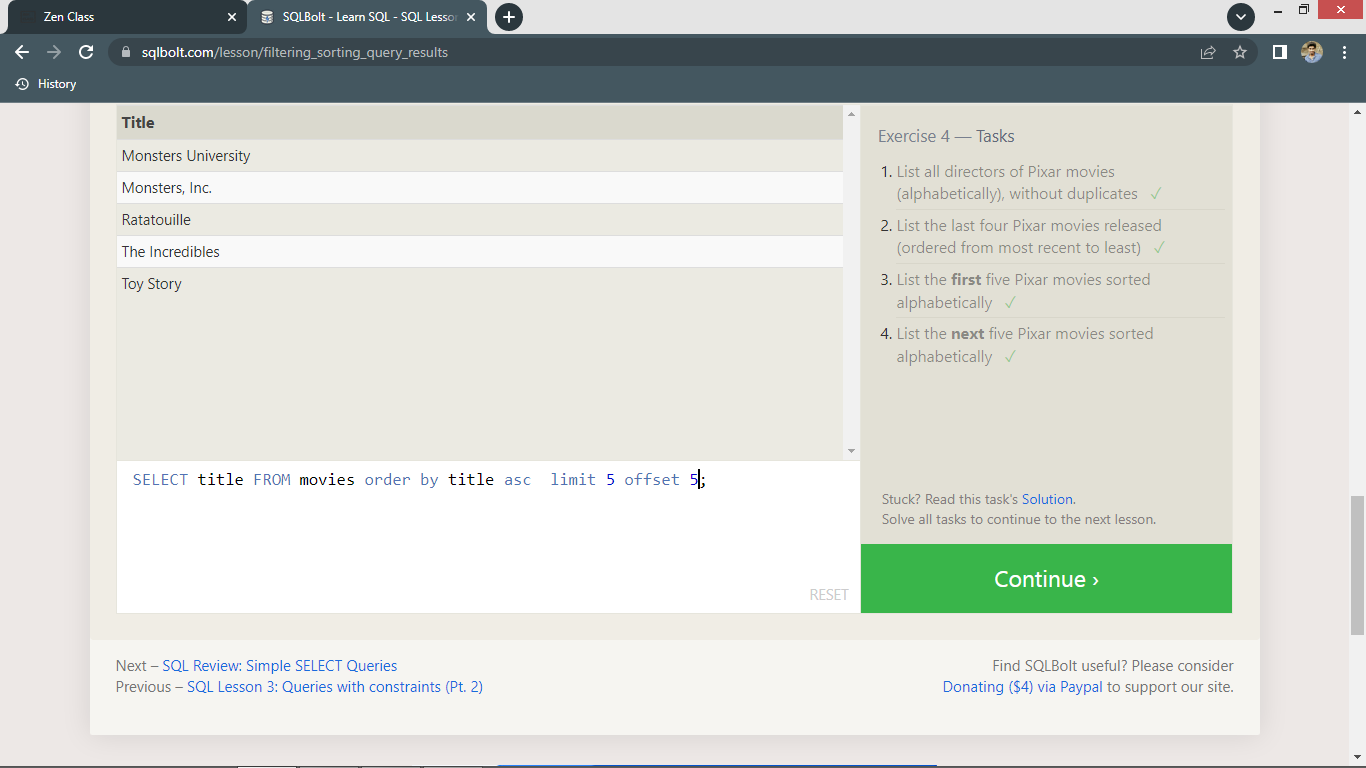 Zen Class
SQLBolt - Learn SQL - SQL Lesso
sqlbolt.com/lesson/filtering_sorting_query_results
History
Title
Monsters University
Monsters, Inc.
Ratatouille
The Incredibles
Toy Story
SELECT title FROM movies order by title asc  limit 5 offset 5;
RESET
Exercise 4 — Tasks
1. List all directors of Pixar movies
(alphabetically), without duplicates ✓
2. List the last four Pixar movies released
(ordered from most recent to least) ✓
3. List the first five Pixar movies sorted
alphabetically ✓
4. List the next five Pixar movies sorted
alphabetically ✓
Stuck? Read this task's Solution.
Solve all tasks to continue to the next lesson.
Continue ›
Next – SQL Review: Simple SELECT Queries
Previous – SQL Lesson 3: Queries with constraints (Pt. 2)
Find SQLBolt useful? Please consider
Donating ($4) via Paypal to support our site.